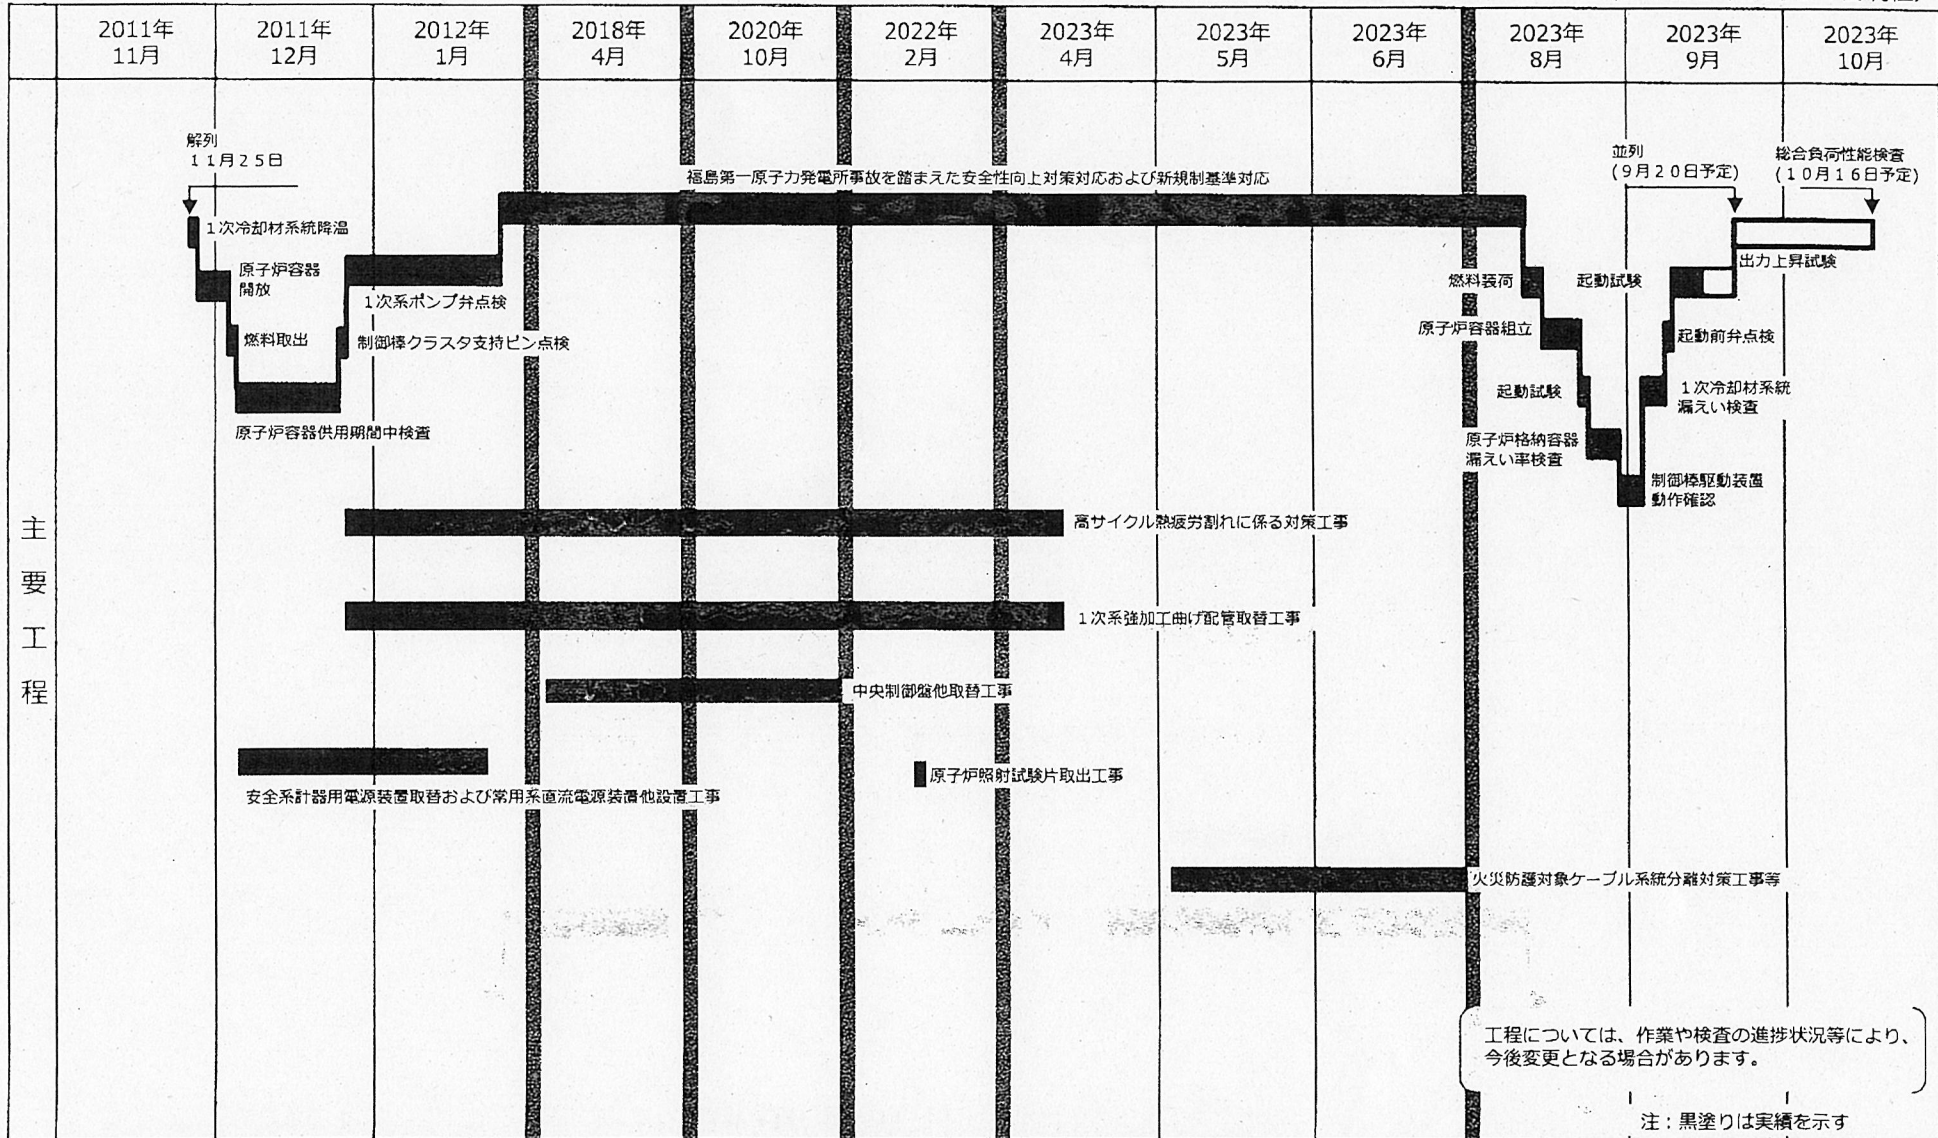 2011年 2011年 2012年 2018年 2020年 2022年 2023年 2023年 2023年 2023年 2023年 2023年
11月 12月 1月 4月 10月 2月 4月 5月 6月 8月 9月 10月
解列
11月25日
並列
(9月20日予定)
総合負荷性能検査
(10月16日予定)
福島第一原子力発電所事故を踏まえた安全性向上対策対応および新規制基準対応
1次冷却材系統降温
原子炉容器
開放
1次系ポンプ弁点検
燃料取出
制御棒クラスタ支持ピン点検
原子炉容器供用期間中検査
出力上昇試験
燃料装荷
起動試験
原子炉容器組立
起動前弁点検
起動試験
1次冷却材系統
漏えい検査
原子炉格納容器
漏えい率検査
制御棒駆動装置
動作確認
主要工程
高サイクル熱疲労割れに係る対策工事
1次系強加工曲げ配管取替工事
中央制御盤他取替工事
原子炉照射試験片取出工事
安全系計器用電源装置取替および常用系直流電源装置他設置工事
火災防護対象ケーブル系統分離対策工事等
工程については、作業や検査の進捗状況等により、
今後変更となる場合があります。
注：黒塗りは実績を示す